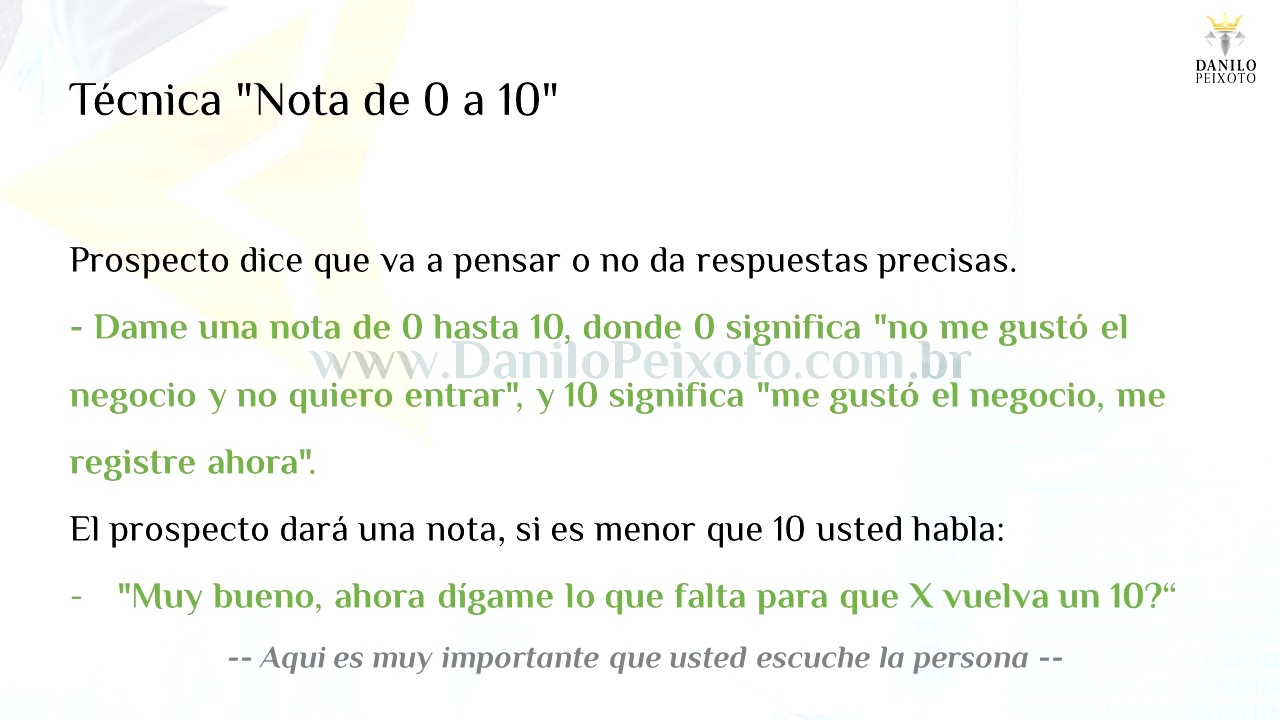 DANILO
PEIXOTO
Técnica "Nota de 0 a 10"
Prospecto dice que va a pensar o no da respuestas precisas.
- Dame una nota de 0 hasta 10, donde 0 significa "no me gustó el
www.DaniloPeixoto.com.br
negocio y no quiero entrar", y 10 significa "me gustó el negocio, me
registre ahora".
El prospecto dará una nota, si es menor que 10 usted habla:
- "Muy bueno, ahora dígame lo que falta para que X vuelva un 10?“
-- Aqui es muy importante que usted escuche la persona --